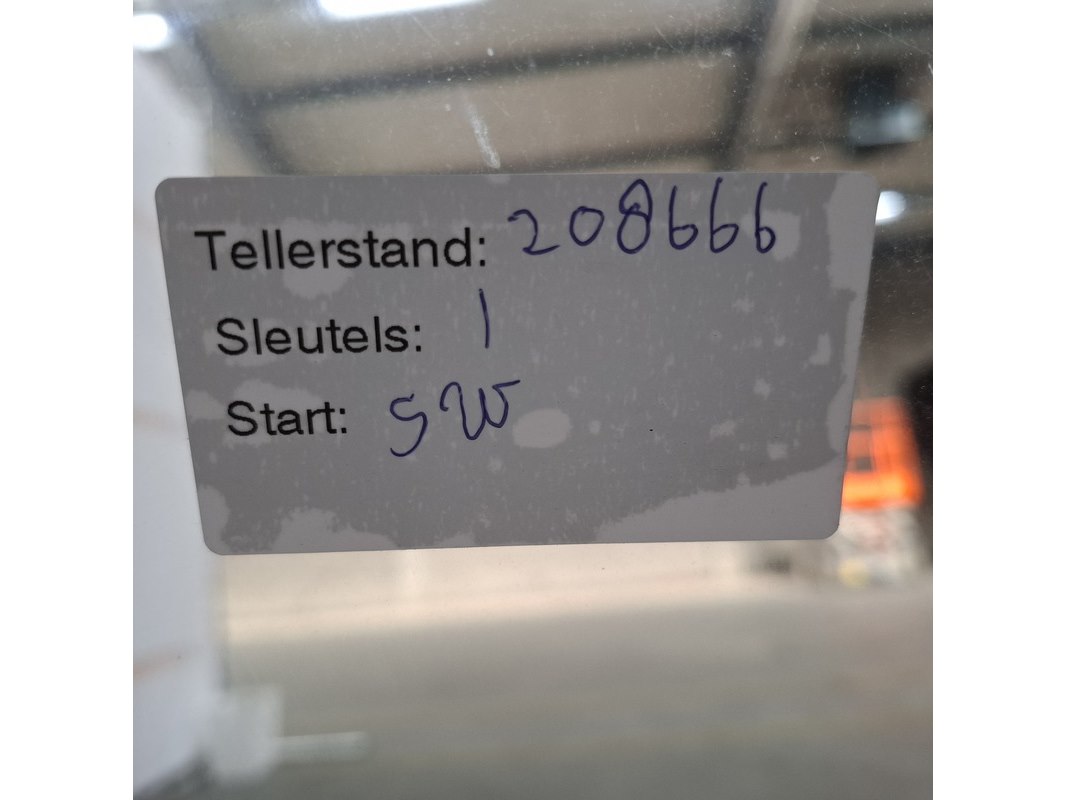 Tellerstand: 208666
Sleutels: 1
Start: SW